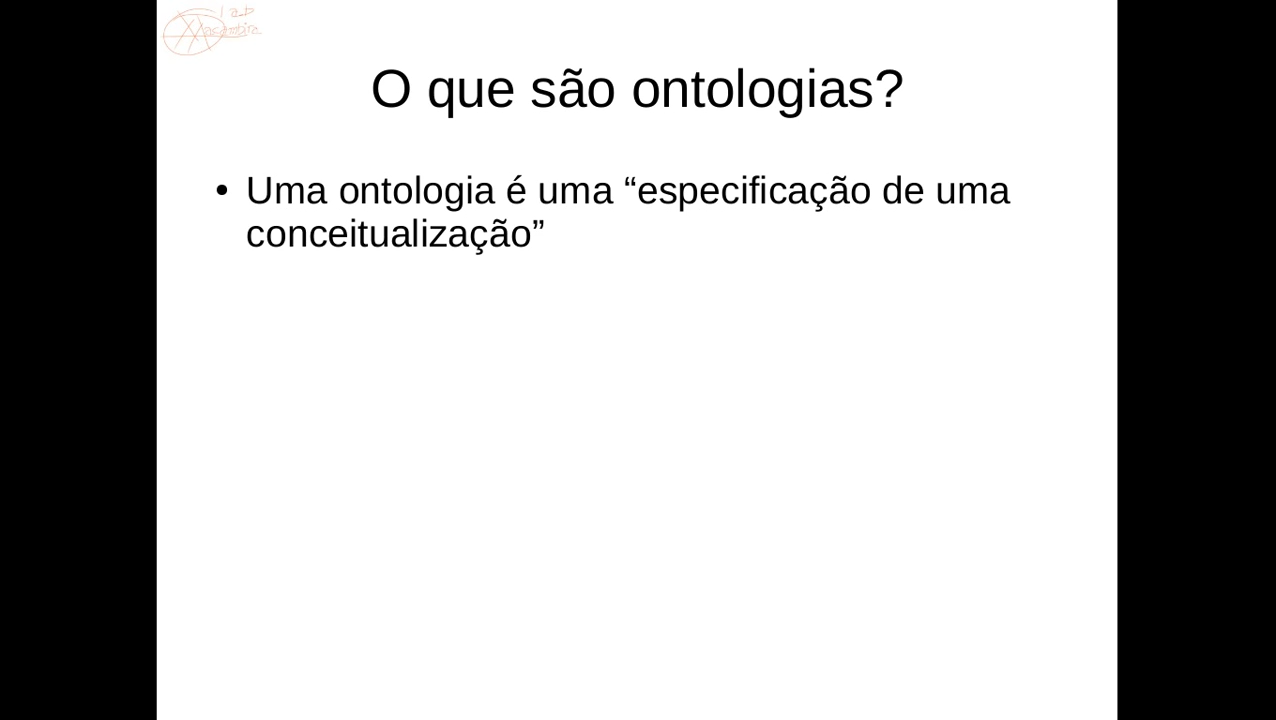 O que são ontologias?
• Uma ontologia é uma “especificação de uma
conceitualização”